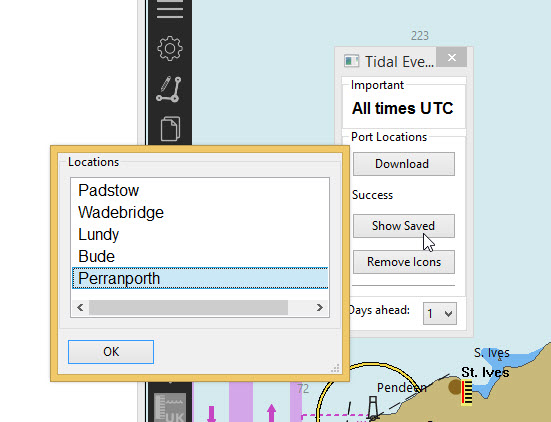 223
Tidal Eve...
Important
All times UTC
Port Locations
Download
Success
Show Saved
Remove Icons
Days ahead:
1
Locations
Padstow
Wadebridge
Lundy
Bude
Perranporth
OK
S. Ives
St. Ives
Pendeen
72
UK